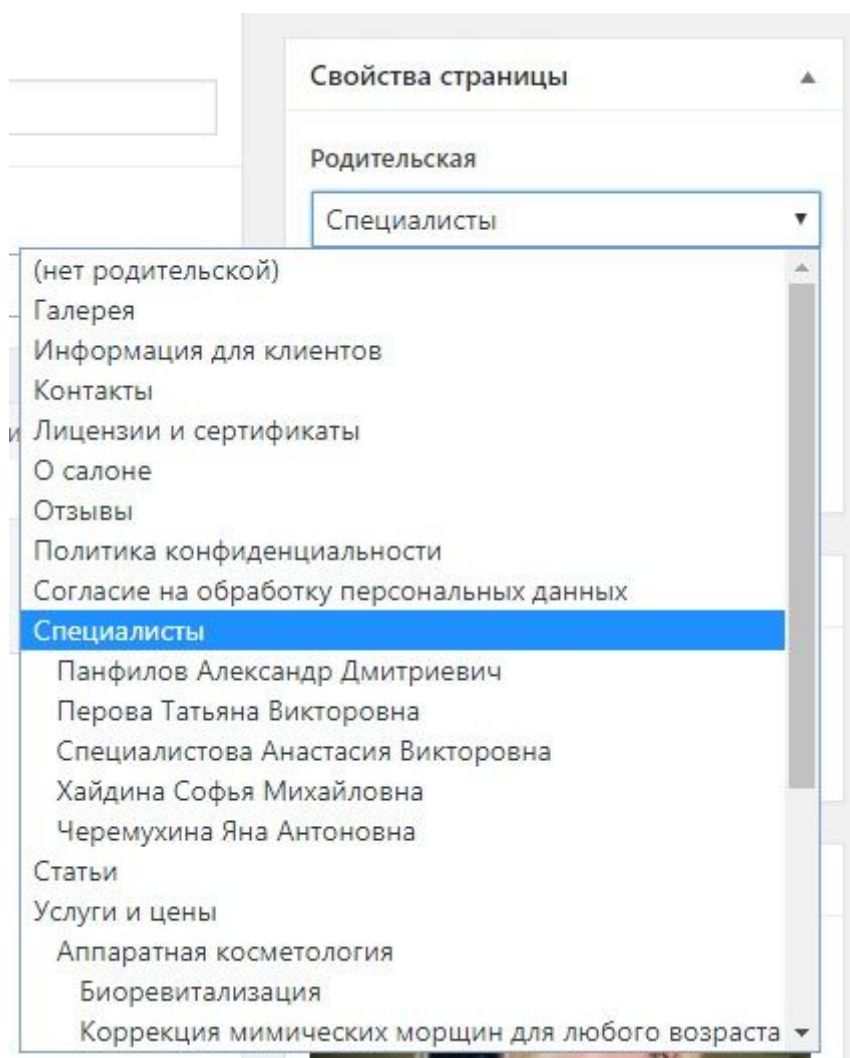 Свойства страницы
Родительская
Специалисты
(нет родительской)
Галерея
Информация для клиентов
Контакты
Лицензии и сертификаты
О салоне
Отзывы
Политика конфиденциальности
Согласие на обработку персональных данных
Специалисты
Панфилов Александр Дмитриевич
Перова Татьяна Викторовна
Специалистова Анастасия Викторовна
Хайдина Софья Михайловна
Черемухина Яна Антоновна
Статьи
Услуги и цены
Аппаратная косметология
Биоревитализация
Коррекция мимических морщин для любого возраста